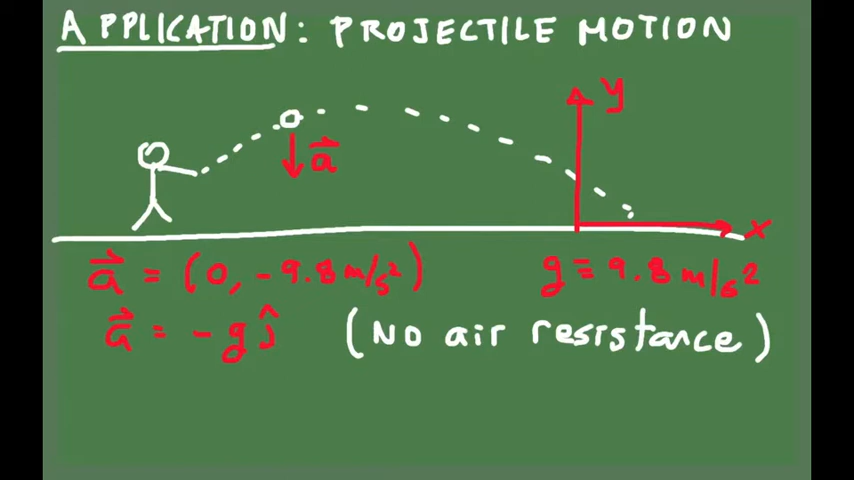 APPLICATION: PROJECTILE MOTION
y
a⃗
x
a⃗ = (0, -9.8 m/s²) g = 9.8 m/s²
a⃗ = -g ĵ (No air resistance)